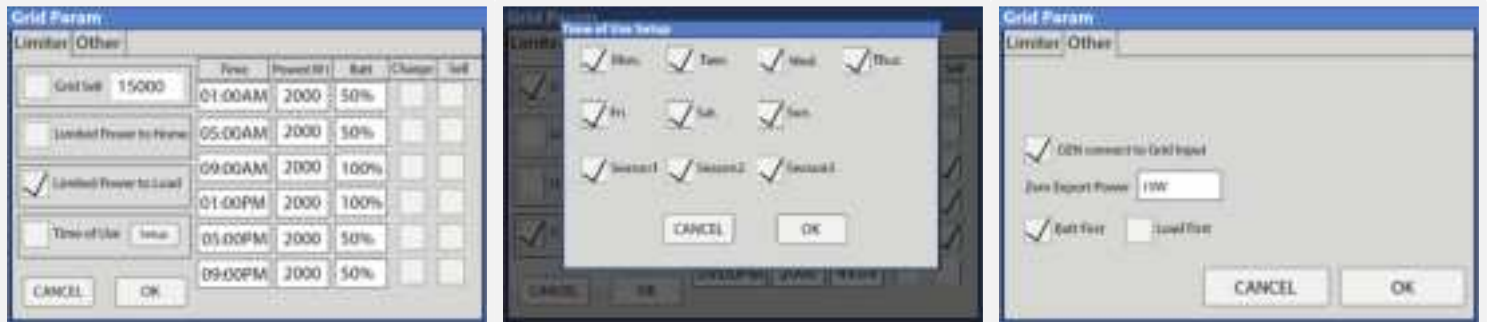 Grid Param
Limiter Other
Time Power(W) Batt Charge Sell
Grid Sell 15000
01:00AM 2000 50%
Limited Power to Home
05:00AM 2000 50%
09:00AM 2000 100%
Limited Power to Load
01:00PM 2000 100%
Time of Use Setup
05:00PM 2000 50%
09:00PM 2000 50%
CANCEL OK
Time of Use Setup
Mon. Tues. Wed. Thur.
Fri. Sat. Sun.
Season1 Season2 Season3
CANCEL OK
CANCEL OK
Grid Param
Limiter Other
GEN connect to Grid Input
Zero Export Power
Batt First Load First
CANCEL OK